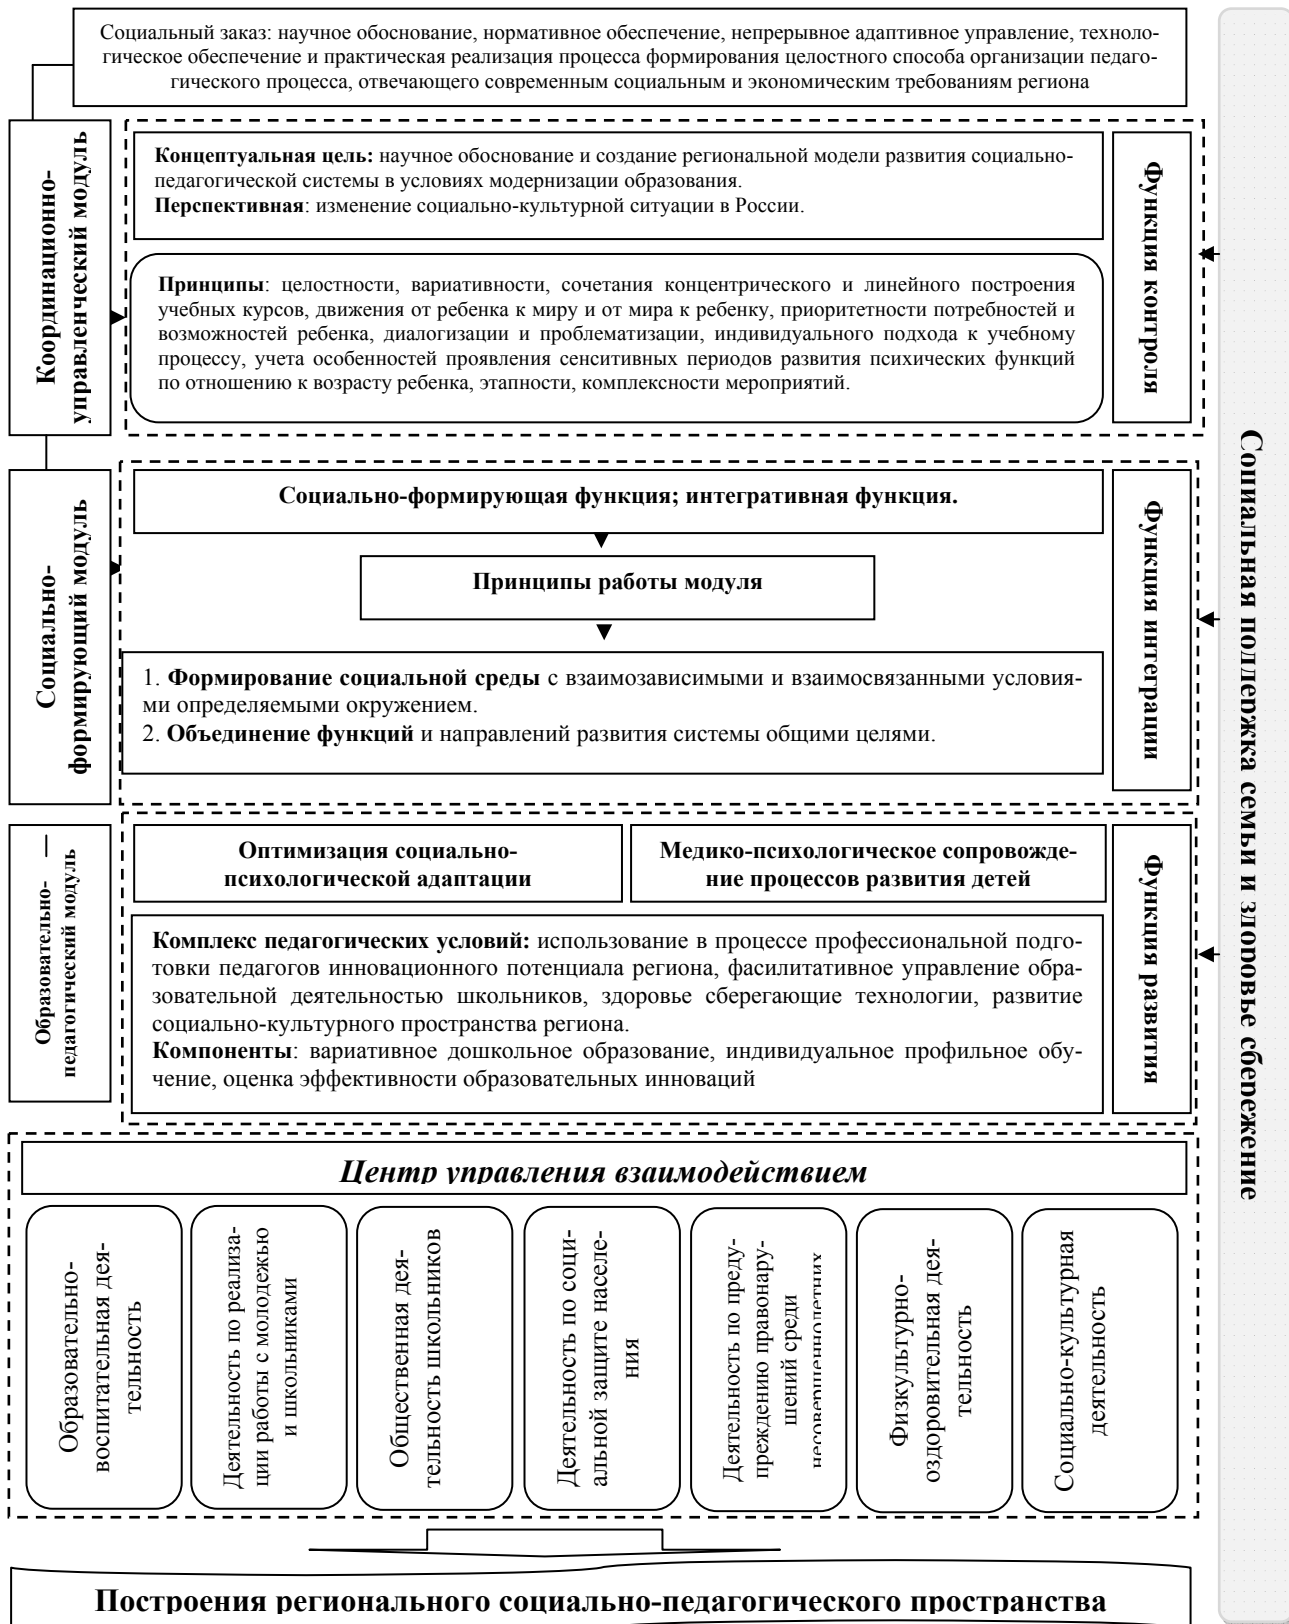 Социальный заказ: научное обоснование, нормативное обеспечение, непрерывное адаптивное управление, техноло-
гическое обеспечение и практическая реализация процесса формирования целостного способа организации педаго-
гического процесса, отвечающего современным социальным и экономическим требованиям региона
Координационно-
управленческий модуль
Концептуальная цель: научное обоснование и создание региональной модели развития социально-
педагогической системы в условиях модернизации образования.
Перспективная: изменение социально-культурной ситуации в России.
Принципы: целостности, вариативности, сочетания концентрического и линейного построения
учебных курсов, движения от ребенка к миру и от мира к ребенку, приоритетности потребностей и
возможностей ребенка, диалогизации и проблематизации, индивидуального подхода к учебному
процессу, учета особенностей проявления сенситивных периодов развития психических функций
по отношению к возрасту ребенка, этапности, комплексности мероприятий.
Функция контроля
Социально-
формирующий модуль
Социально-формирующая функция; интегративная функция.
Принципы работы модуля
1. Формирование социальной среды с взаимозависимыми и взаимосвязанными условия-
ми определяемыми окружением.
2. Объединение функций и направлений развития системы общими целями.
Функция интеграции
Образовательно- —
педагогический модуль
Оптимизация социально-
психологической адаптации
Медико-психологическое сопровожде-
ние процессов развития детей
Комплекс педагогических условий: использование в процессе профессиональной подго-
товки педагогов инновационного потенциала региона, фасилитативное управление обра-
зовательной деятельностью школьников, здоровье сберегающие технологии, развитие
социально-культурного пространства региона.
Компоненты: вариативное дошкольное образование, индивидуальное профильное обу-
чение, оценка эффективности образовательных инноваций
Функция развития
Социальная поддержка семьи и здоровье сбережение
Центр управления взаимодействием
Образовательно-
воспитательная дея-
тельность
Деятельность по реализа-
ции работы с молодежью
и школьниками
Общественная дея-
тельность школьников
Деятельность по соци-
альной защите населе-
ния
Деятельность по преду-
преждению правонару-
шений среди
несовершеннолетних
Физкультурно-
оздоровительная дея-
тельность
Социально-культурная
деятельность
Построения регионального социально-педагогического пространства